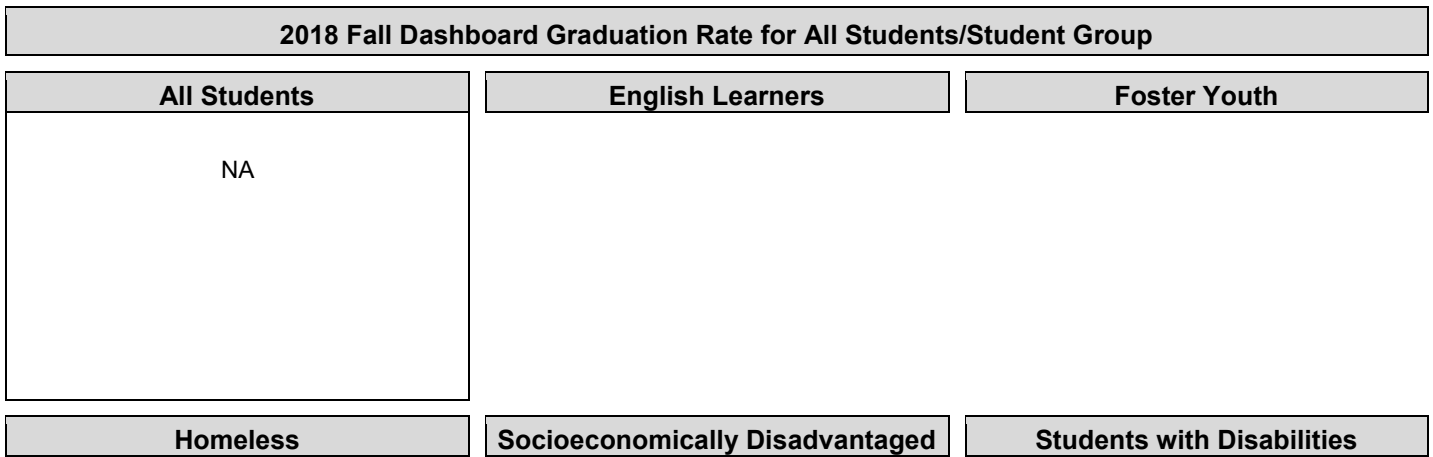 2018 Fall Dashboard Graduation Rate for All Students/Student Group
All Students
English Learners
Foster Youth
NA
Homeless
Socioeconomically Disadvantaged
Students with Disabilities